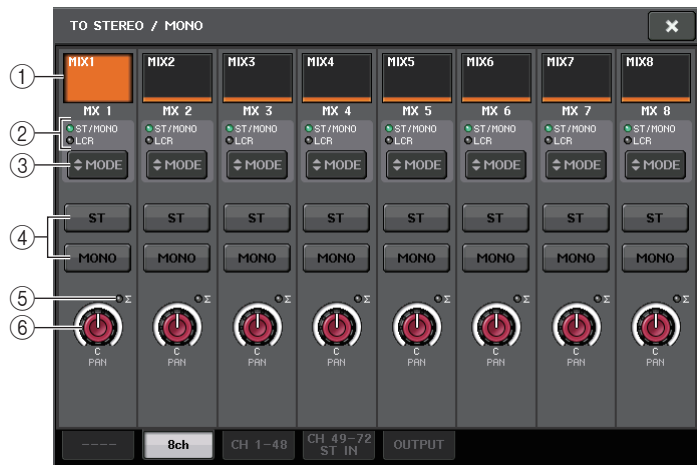 TO STEREO / MONO
MIX1 MIX2 MIX3 MIX4 MIX5 MIX6 MIX7 MIX8
① 
MX 1 MX 2 MX 3 MX 4 MX 5 MX 6 MX 7 MX 8
② ST/MONO ST/MONO ST/MONO ST/MONO ST/MONO ST/MONO ST/MONO ST/MONO
LCR LCR LCR LCR LCR LCR LCR LCR
③ MODE MODE MODE MODE MODE MODE MODE MODE
④ ST ST ST ST ST ST ST ST
MONO MONO MONO MONO MONO MONO MONO MONO
⑤ Σ Σ Σ Σ Σ Σ Σ Σ
⑥
C C C C C C C C
PAN PAN PAN PAN PAN PAN PAN PAN
---- 8ch CH 1-48 CH 49-72 OUTPUT
ST IN